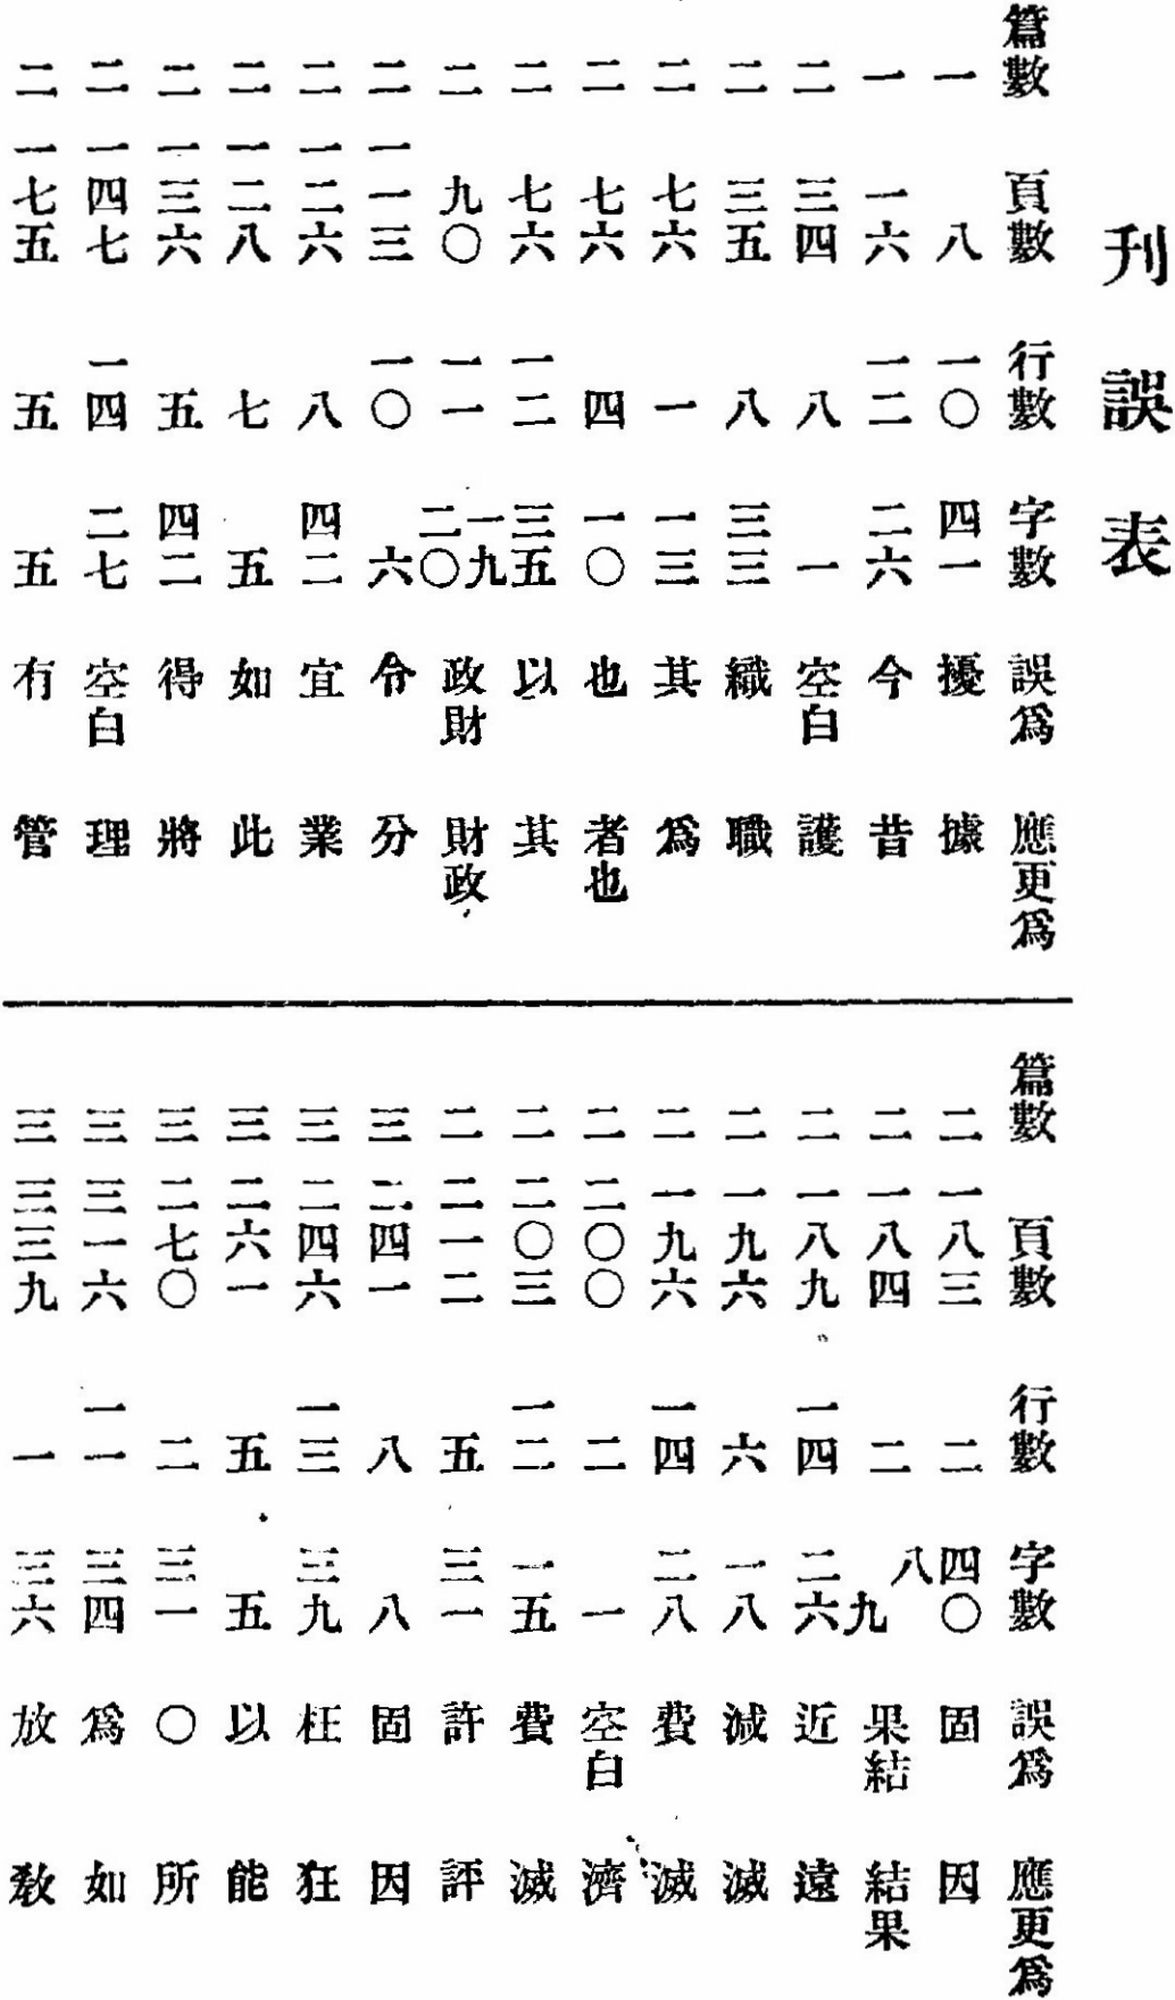 刊誤表
篇數 頁數 行數 字數 誤爲 應更爲
一 八 一〇 四一 擾 據
一 一六 一二 二六 今 昔
二 三四 八 一 空白 護
二 三五 八 三三 織 職
二 七六 一 一三 其 爲
二 七六 四 一〇 也 者也
二 七六 一二 三五 以 其
二 九〇 一一 一九 二〇 政財 財政
二 一一三 一〇 六 令 分
二 一二六 八 四二 宜 業
二 一二八 七 五 如 此
二 一三六 五 四二 得 將
二 一四七 一四 二七 空白 理
二 一七五 五 五 有 管
篇數 頁數 行數 字數 誤爲 應更爲
二 一八三 二 四〇 固 因
二 一八四 二 八 九 果結 結果
二 一八九 一四 二六 近 遠
二 一九六 六 一八 減 滅
二 一九六 一四 二八 費 滅
二 二〇〇 二 一 空白 濟
二 二〇三 一二 一五 費 滅
二 二一二 五 三一 許 評
三 二四一 八 八 固 因
三 二四六 一三 三九 枉 狂
三 二六一 五 五 以 能
三 二七〇 二 三一 〇 所
三 三一六 一一 三四 爲 如
三 三三九 一 三六 放 教